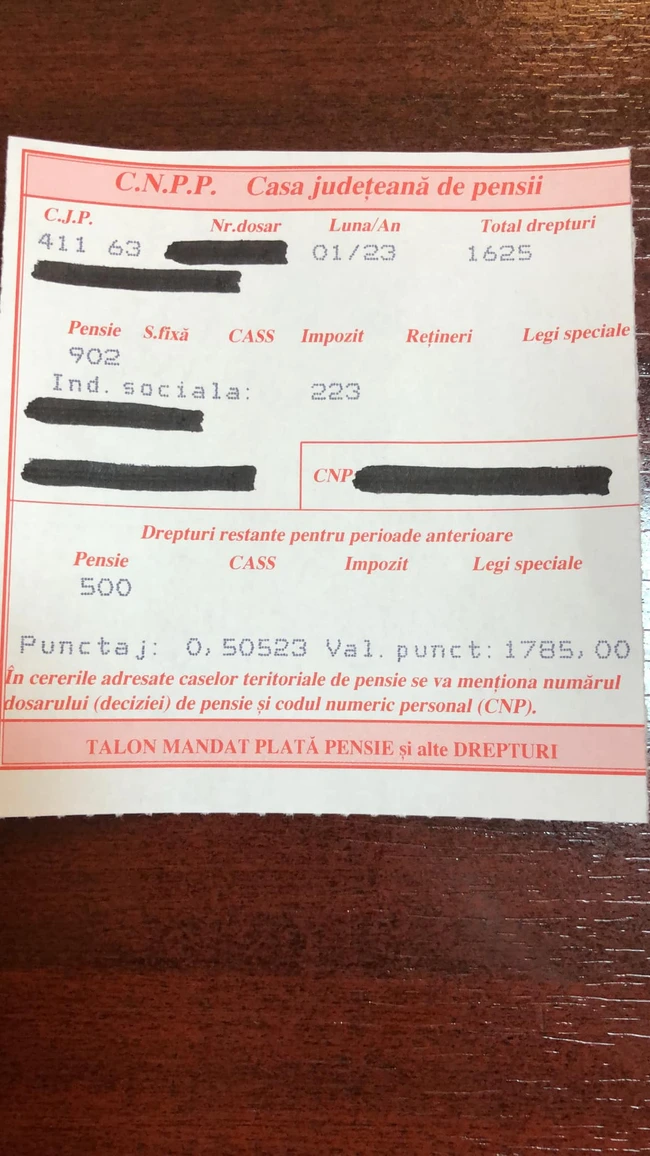 C.N.P.P. Casa județeană de pensii
C.J.P. Nr.dosar Luna/An Total drepturi
411 63 01/23 1625
Pensie S.fixă CASS Impozit Rețineri Legi speciale
902
Ind. sociala: 223
CNP
Drepturi restante pentru perioade anterioare
Pensie CASS Impozit Legi speciale
500
Punctaj: 0,50523 Val. punct: 1785,00
În cererile adresate caselor teritoriale de pensie se va menționa numărul
dosarului (deciziei) de pensie și codul numeric personal (CNP).
TALON MANDAT PLATĂ PENSIE și alte DREPTURI